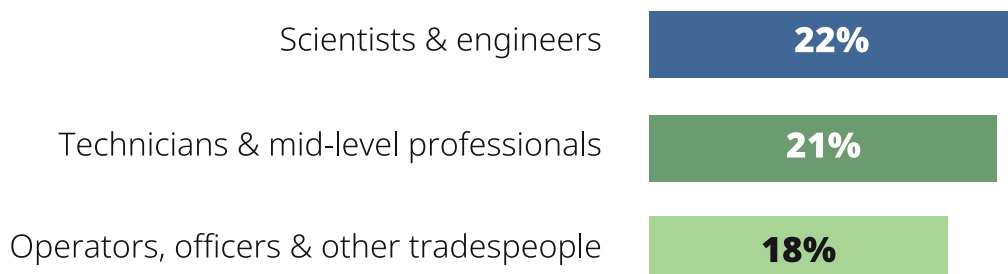 Scientists & engineers 22%
Technicians & mid-level professionals 21%
Operators, officers & other tradespeople 18%